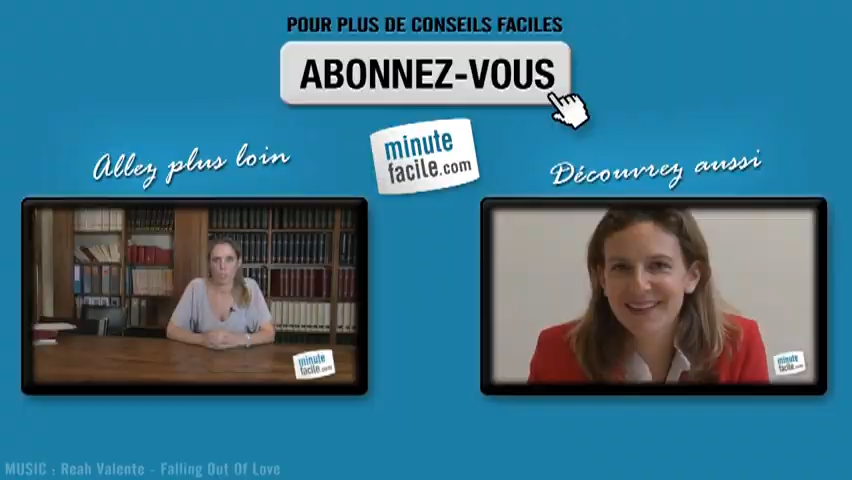 POUR PLUS DE CONSEILS FACILES
ABONNEZ-VOUS
minute
facile.com
Allez plus loin
Découvrez aussi
minute
facile.com
minute
facile.com
MUSIC : Reah Valente - Falling Out Of Love